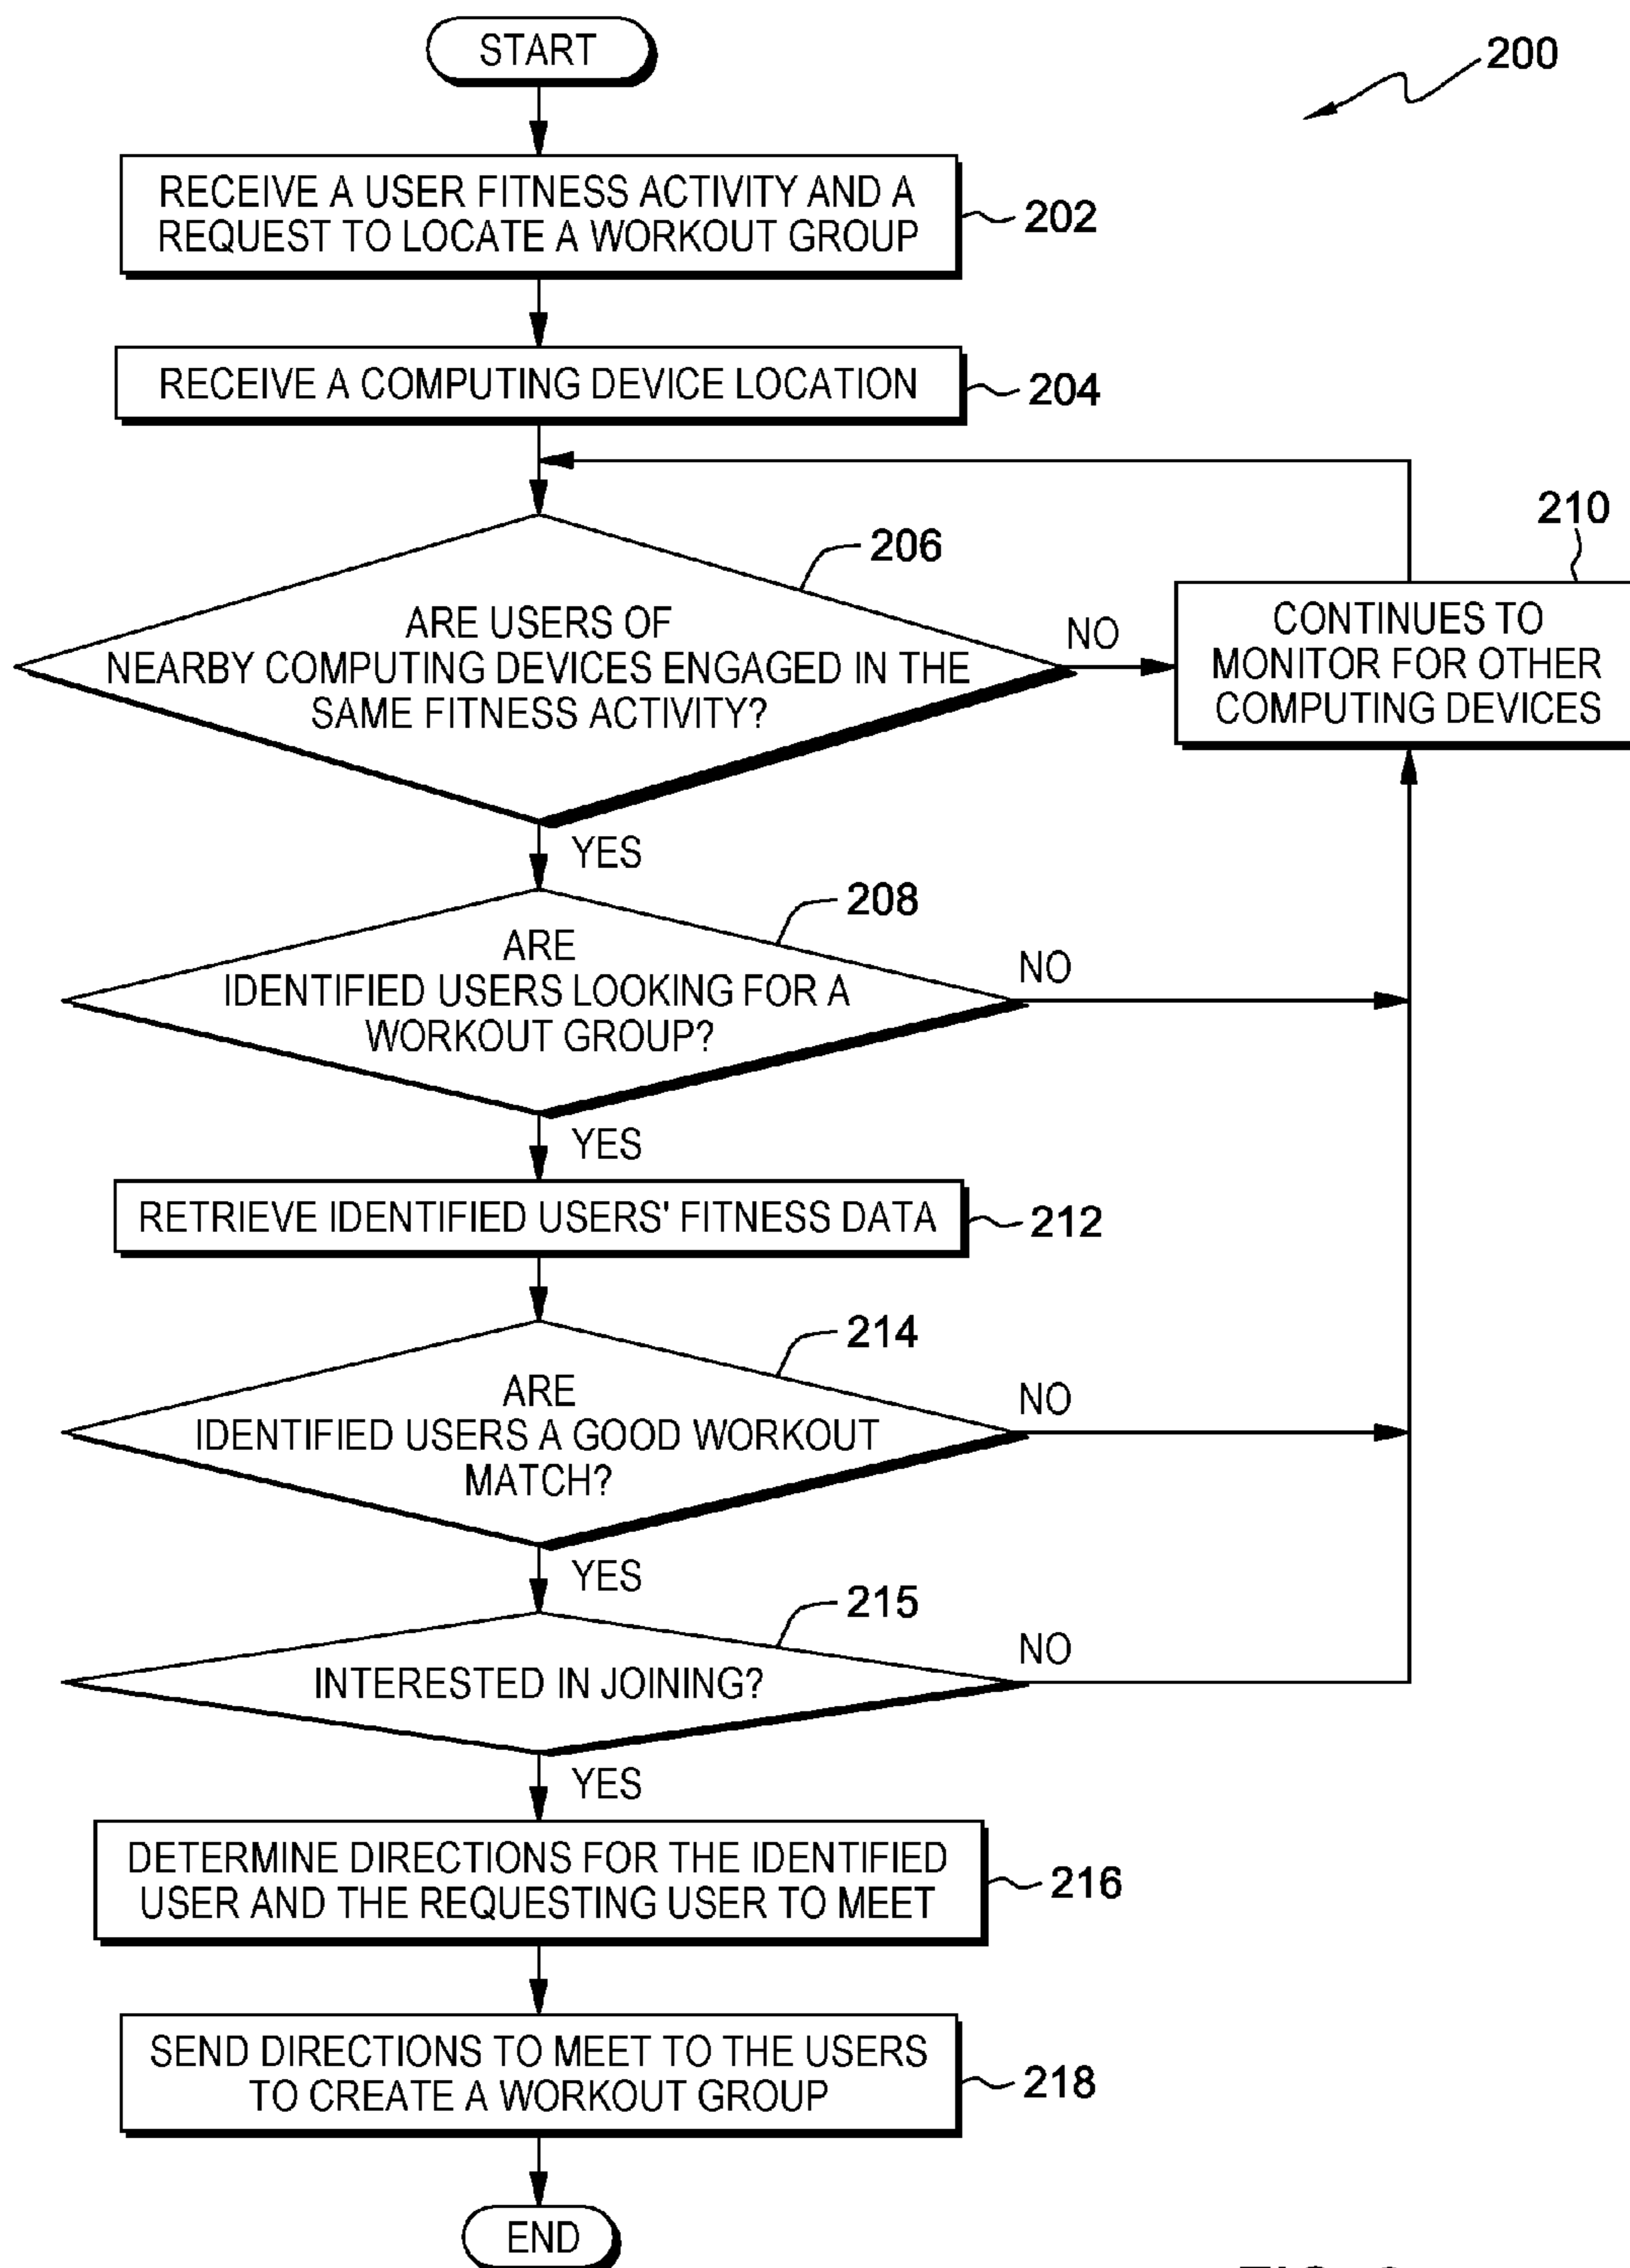 START
200
RECEIVE A USER FITNESS ACTIVITY AND A
REQUEST TO LOCATE A WORKOUT GROUP
202
RECEIVE A COMPUTING DEVICE LOCATION
204
206
ARE USERS OF
NEARBY COMPUTING DEVICES ENGAGED IN THE
SAME FITNESS ACTIVITY?
NO
210
CONTINUES TO
MONITOR FOR OTHER
COMPUTING DEVICES
YES
208
ARE
IDENTIFIED USERS LOOKING FOR A
WORKOUT GROUP?
NO
YES
RETRIEVE IDENTIFIED USERS' FITNESS DATA
212
214
ARE
IDENTIFIED USERS A GOOD WORKOUT
MATCH?
NO
YES
215
INTERESTED IN JOINING?
NO
YES
DETERMINE DIRECTIONS FOR THE IDENTIFIED
USER AND THE REQUESTING USER TO MEET
216
SEND DIRECTIONS TO MEET TO THE USERS
TO CREATE A WORKOUT GROUP
218
END